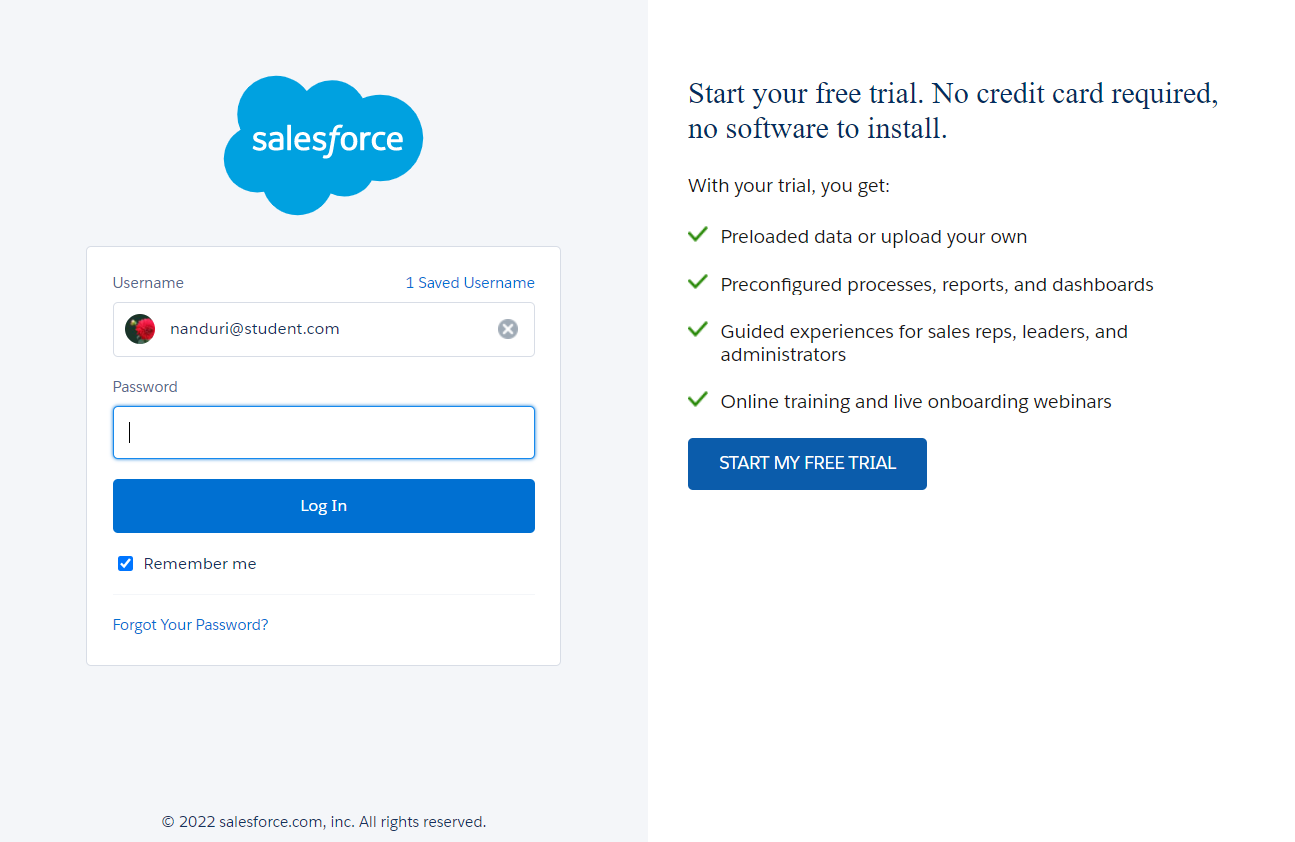 salesforce
Username
1 Saved Username
nanduri@student.com
Password
Log In
Remember me
Forgot Your Password?
© 2022 salesforce.com, inc. All rights reserved.
Start your free trial. No credit card required,
no software to install.
With your trial, you get:
Preloaded data or upload your own
Preconfigured processes, reports, and dashboards
Guided experiences for sales reps, leaders, and
administrators
Online training and live onboarding webinars
START MY FREE TRIAL